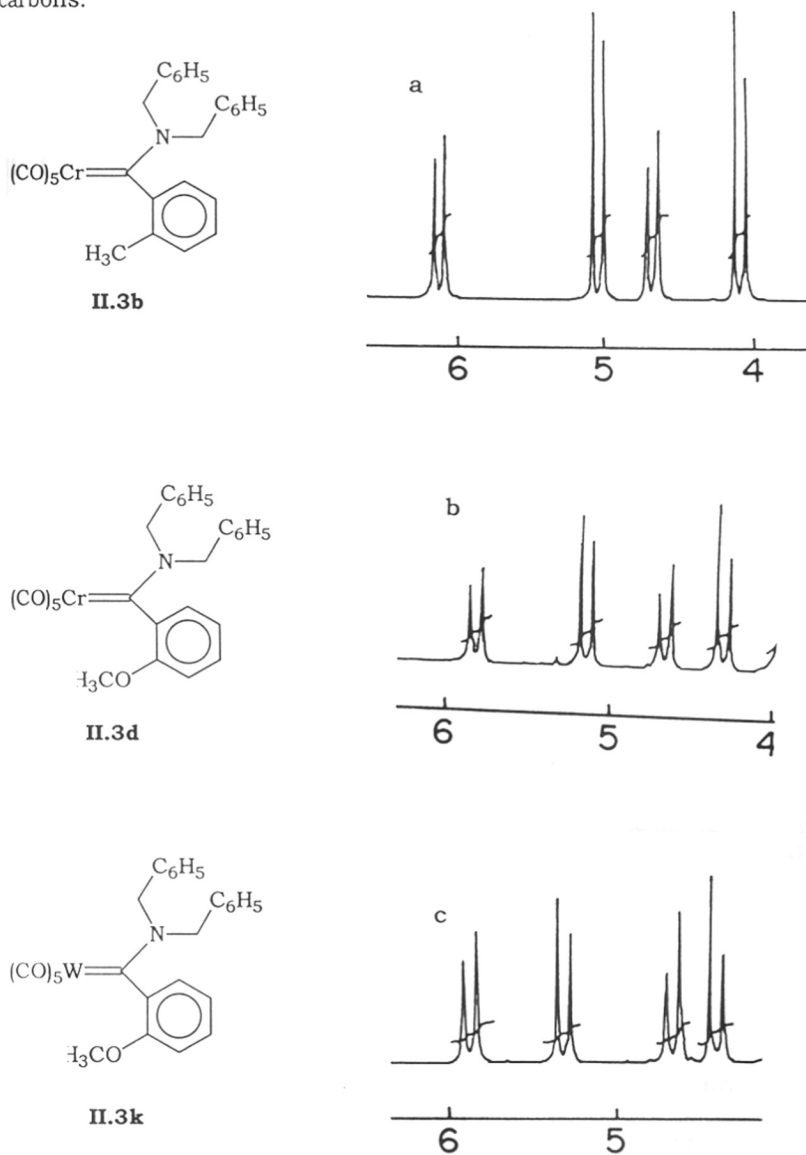 carbons.
C₆H₅
a
C₆H₅
N
(CO)₅Cr
H₃C
II.3b
6 5 4
C₆H₅
b
C₆H₅
N
(CO)₅Cr
H₃CO
II.3d
6 5 4
C₆H₅
C₆H₅
c
N
(CO)₅W
H₃CO
II.3k
6 5